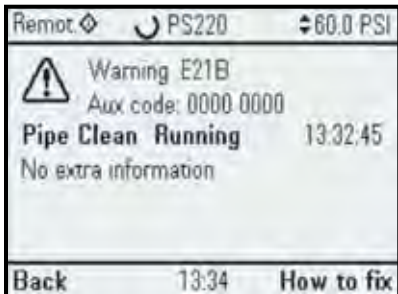 Remot. PS220 60.0 PSI
Warning E21B
Aux code: 0000 0000
Pipe Clean Running 13:32:45
No extra information
Back 13:34 How to fix